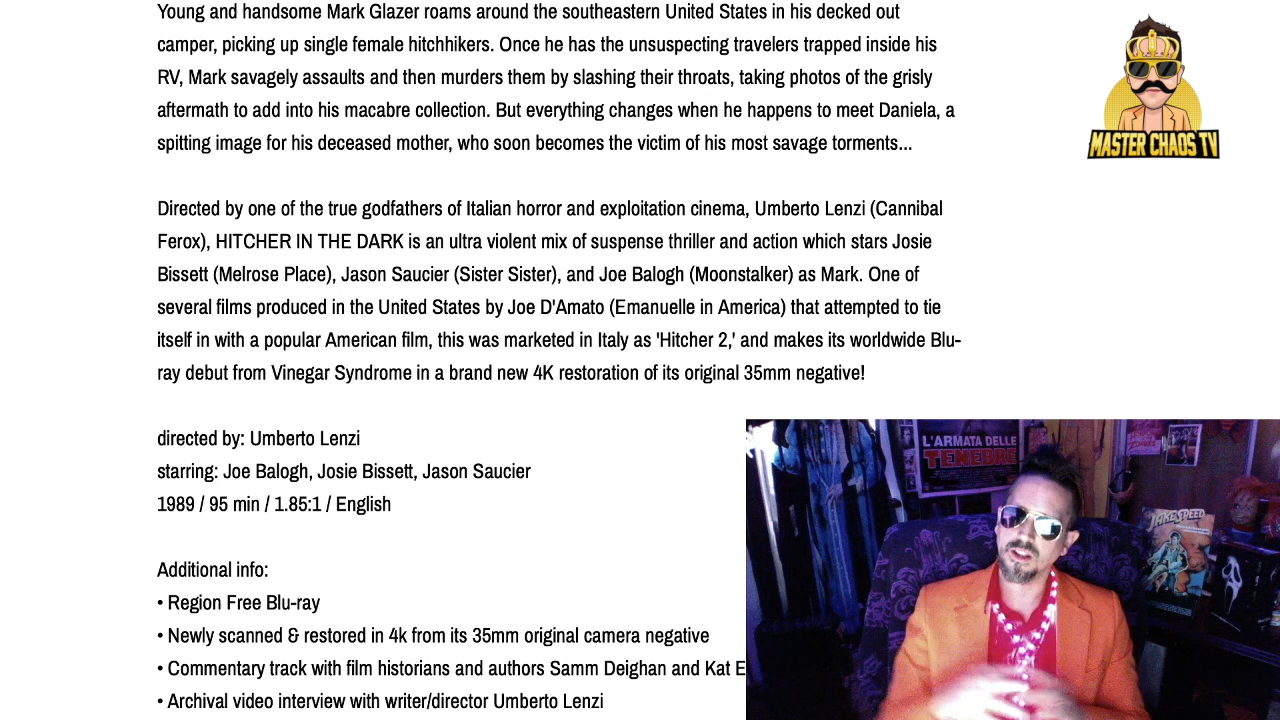 Young and handsome Mark Glazer roams around the southeastern United States in his decked out
camper, picking up single female hitchhikers. Once he has the unsuspecting travelers trapped inside his
RV, Mark savagely assaults and then murders them by slashing their throats, taking photos of the grisly
aftermath to add into his macabre collection. But everything changes when he happens to meet Daniela, a
spitting image for his deceased mother, who soon becomes the victim of his most savage torments...
Directed by one of the true godfathers of Italian horror and exploitation cinema, Umberto Lenzi (Cannibal
Ferox), HITCHER IN THE DARK is an ultra violent mix of suspense thriller and action which stars Josie
Bissett (Melrose Place), Jason Saucier (Sister Sister), and Joe Balogh (Moonstalker) as Mark. One of
several films produced in the United States by Joe D'Amato (Emanuelle in America) that attempted to tie
itself in with a popular American film, this was marketed in Italy as 'Hitcher 2,' and makes its worldwide Blu-
ray debut from Vinegar Syndrome in a brand new 4K restoration of its original 35mm negative!
directed by: Umberto Lenzi
starring: Joe Balogh, Josie Bissett, Jason Saucier
1989 / 95 min / 1.85:1 / English
Additional info:
• Region Free Blu-ray
• Newly scanned & restored in 4k from its 35mm original camera negative
• Commentary track with film historians and authors Samm Deighan and Kat E
• Archival video interview with writer/director Umberto Lenzi
MASTER CHAOS TV
L'ARMATA DELLE
TENEBRE
JAKE SPEED